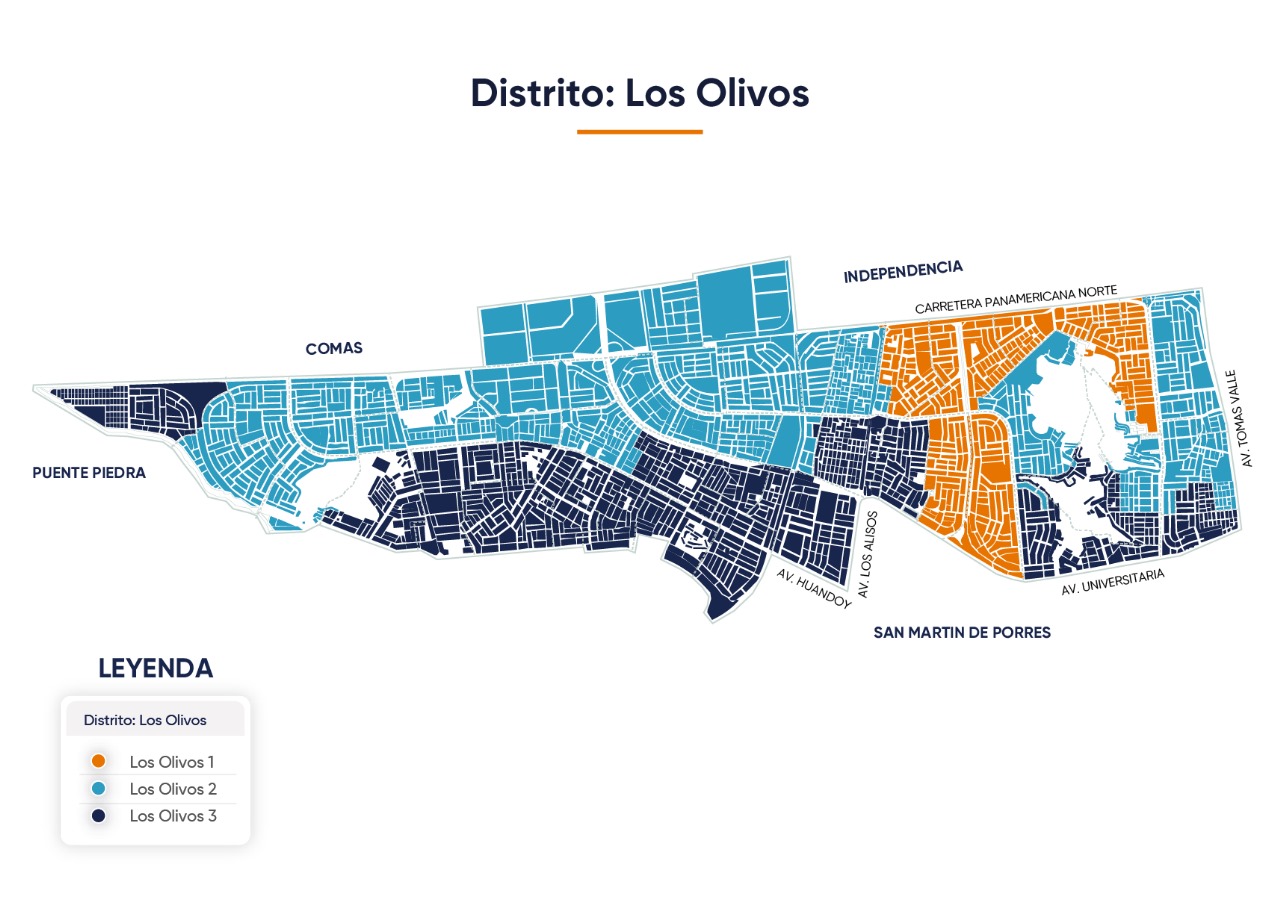 Distrito: Los Olivos
INDEPENDENCIA
CARRETERA PANAMERICANA NORTE
COMAS
AV. TOMAS VALLE
PUENTE PIEDRA
AV. LOS ALISOS
AV. HUANDOY
AV. UNIVERSITARIA
SAN MARTIN DE PORRES
LEYENDA
Distrito: Los Olivos
Los Olivos 1
Los Olivos 2
Los Olivos 3